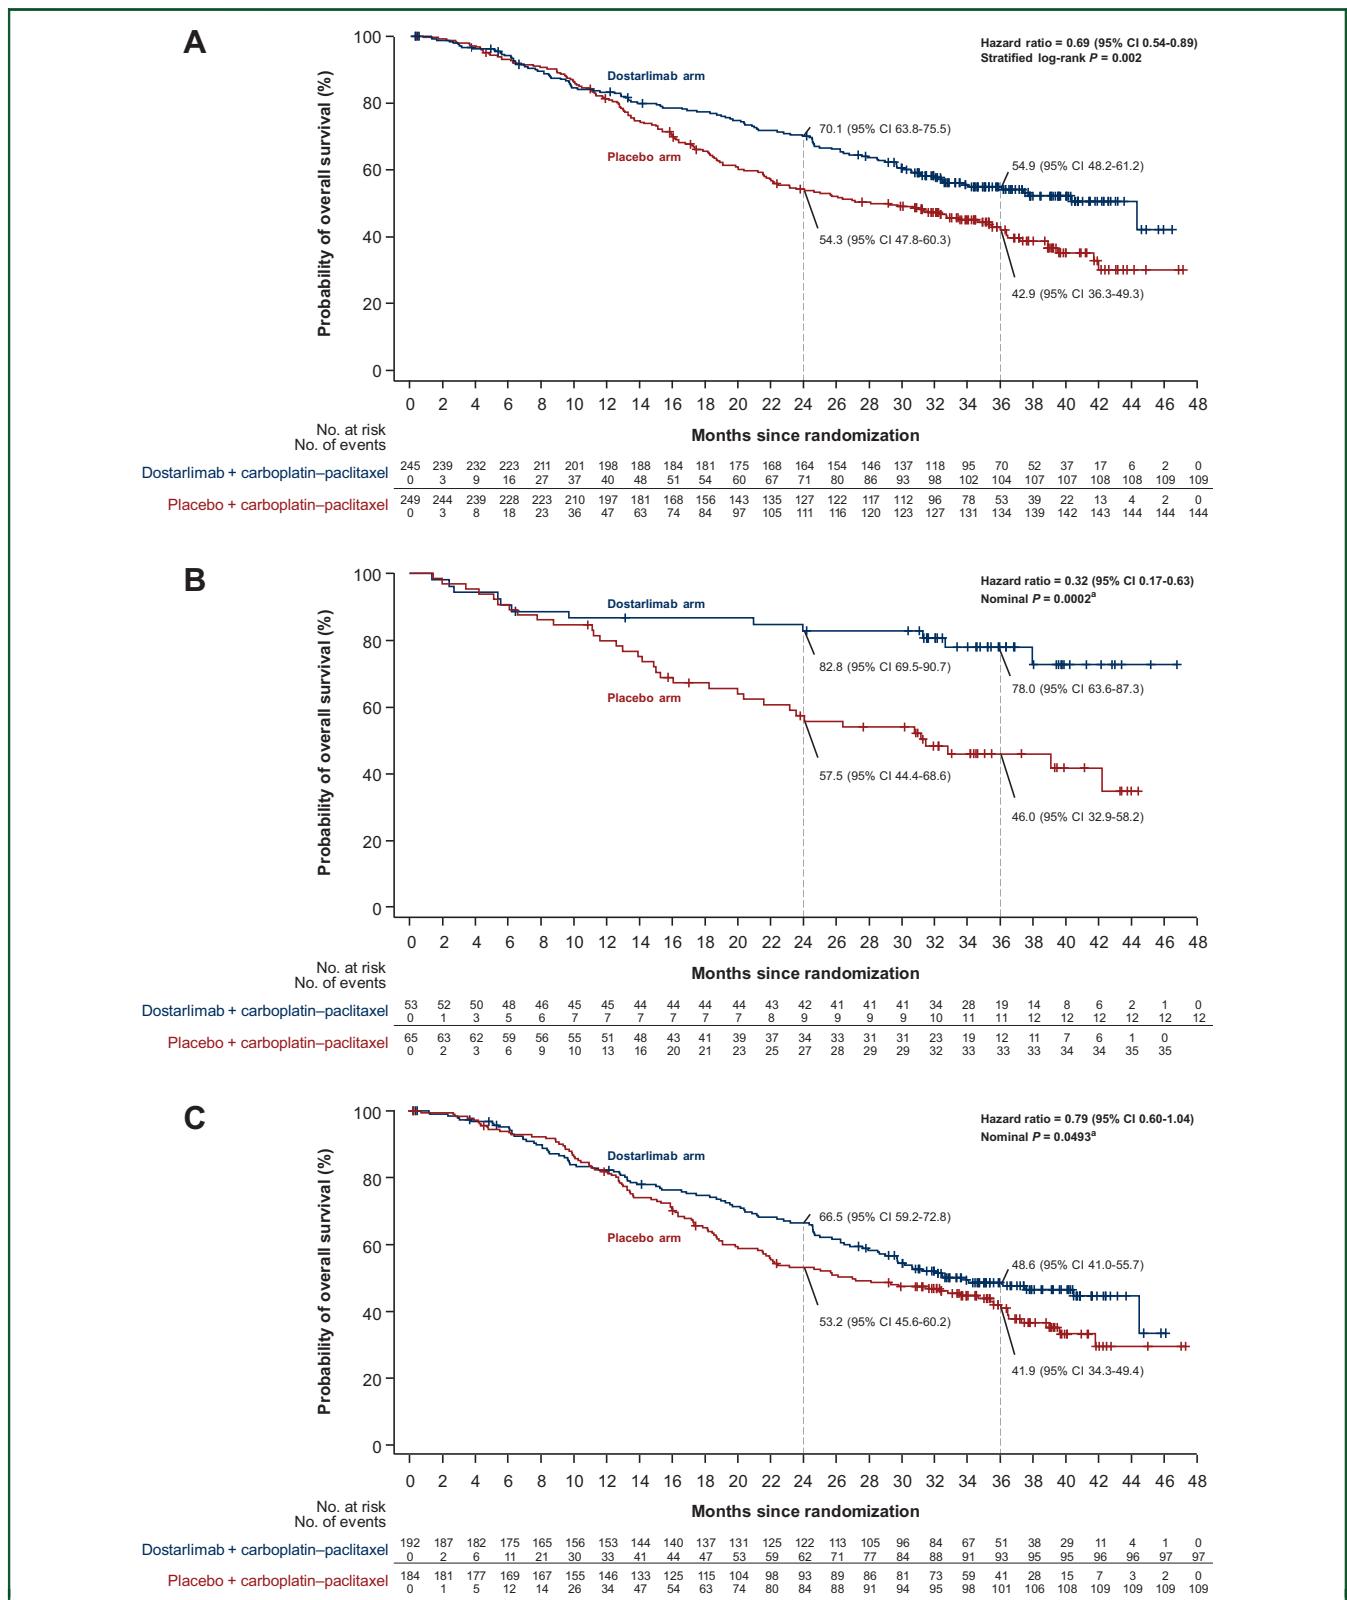 A
Hazard ratio = 0.69 (95% CI 0.54-0.89)
Stratified log-rank P = 0.002
Probability of overall survival (%)
100
80
60
40
20
0
Dostarlimab arm
Placebo arm
70.1 (95% CI 63.8-75.5)
54.9 (95% CI 48.2-61.2)
54.3 (95% CI 47.8-60.3)
42.9 (95% CI 36.3-49.3)
0 2 4 6 8 10 12 14 16 18 20 22 24 26 28 30 32 34 36 38 40 42 44 46 48
Months since randomization
No. at risk
No. of events
Dostarlimab + carboplatin–paclitaxel
245 239 232 223 211 201 198 188 184 181 175 168 164 154 146 137 118 95 70 52 37 17 6 2 0
0 3 9 16 27 37 40 48 51 54 60 67 71 80 86 93 98 102 104 107 107 108 108 109 109
Placebo + carboplatin–paclitaxel
249 244 239 228 223 210 197 181 168 156 143 135 127 122 117 112 96 78 53 39 22 13 4 2 0
0 3 8 18 23 36 47 63 74 84 97 105 111 116 120 123 127 131 134 139 142 143 144 144 144
B
Hazard ratio = 0.32 (95% CI 0.17-0.63)
Nominal P = 0.0002a
Probability of overall survival (%)
100
80
60
40
20
0
Dostarlimab arm
Placebo arm
82.8 (95% CI 69.5-90.7)
78.0 (95% CI 63.6-87.3)
57.5 (95% CI 44.4-68.6)
46.0 (95% CI 32.9-58.2)
0 2 4 6 8 10 12 14 16 18 20 22 24 26 28 30 32 34 36 38 40 42 44 46 48
Months since randomization
No. at risk
No. of events
Dostarlimab + carboplatin–paclitaxel
53 52 50 48 46 45 45 44 44 44 44 43 42 41 41 41 34 28 19 14 8 6 2 1 0
0 1 3 5 6 7 7 7 7 7 7 8 9 9 9 9 10 11 11 12 12 12 12 12 12
Placebo + carboplatin–paclitaxel
65 63 62 59 56 55 51 48 43 41 39 37 34 33 31 31 23 19 12 11 7 6 1 0
0 2 3 6 9 10 13 16 20 21 23 25 27 28 29 29 32 33 33 33 34 34 35 35
C
Hazard ratio = 0.79 (95% CI 0.60-1.04)
Nominal P = 0.0493a
Probability of overall survival (%)
100
80
60
40
20
0
Dostarlimab arm
Placebo arm
66.5 (95% CI 59.2-72.8)
48.6 (95% CI 41.0-55.7)
53.2 (95% CI 45.6-60.2)
41.9 (95% CI 34.3-49.4)
0 2 4 6 8 10 12 14 16 18 20 22 24 26 28 30 32 34 36 38 40 42 44 46 48
Months since randomization
No. at risk
No. of events
Dostarlimab + carboplatin–paclitaxel
192 187 182 175 165 156 153 144 140 137 131 125 122 113 105 96 84 67 51 38 29 11 4 1 0
0 2 6 11 21 30 33 41 44 47 53 59 62 71 77 84 88 91 93 95 95 96 96 97 97
Placebo + carboplatin–paclitaxel
184 181 177 169 167 155 146 133 125 115 104 98 93 89 86 81 73 59 41 28 15 7 3 2 0
0 1 5 12 14 26 34 47 54 63 74 80 84 88 91 94 95 98 101 106 108 109 109 109 109